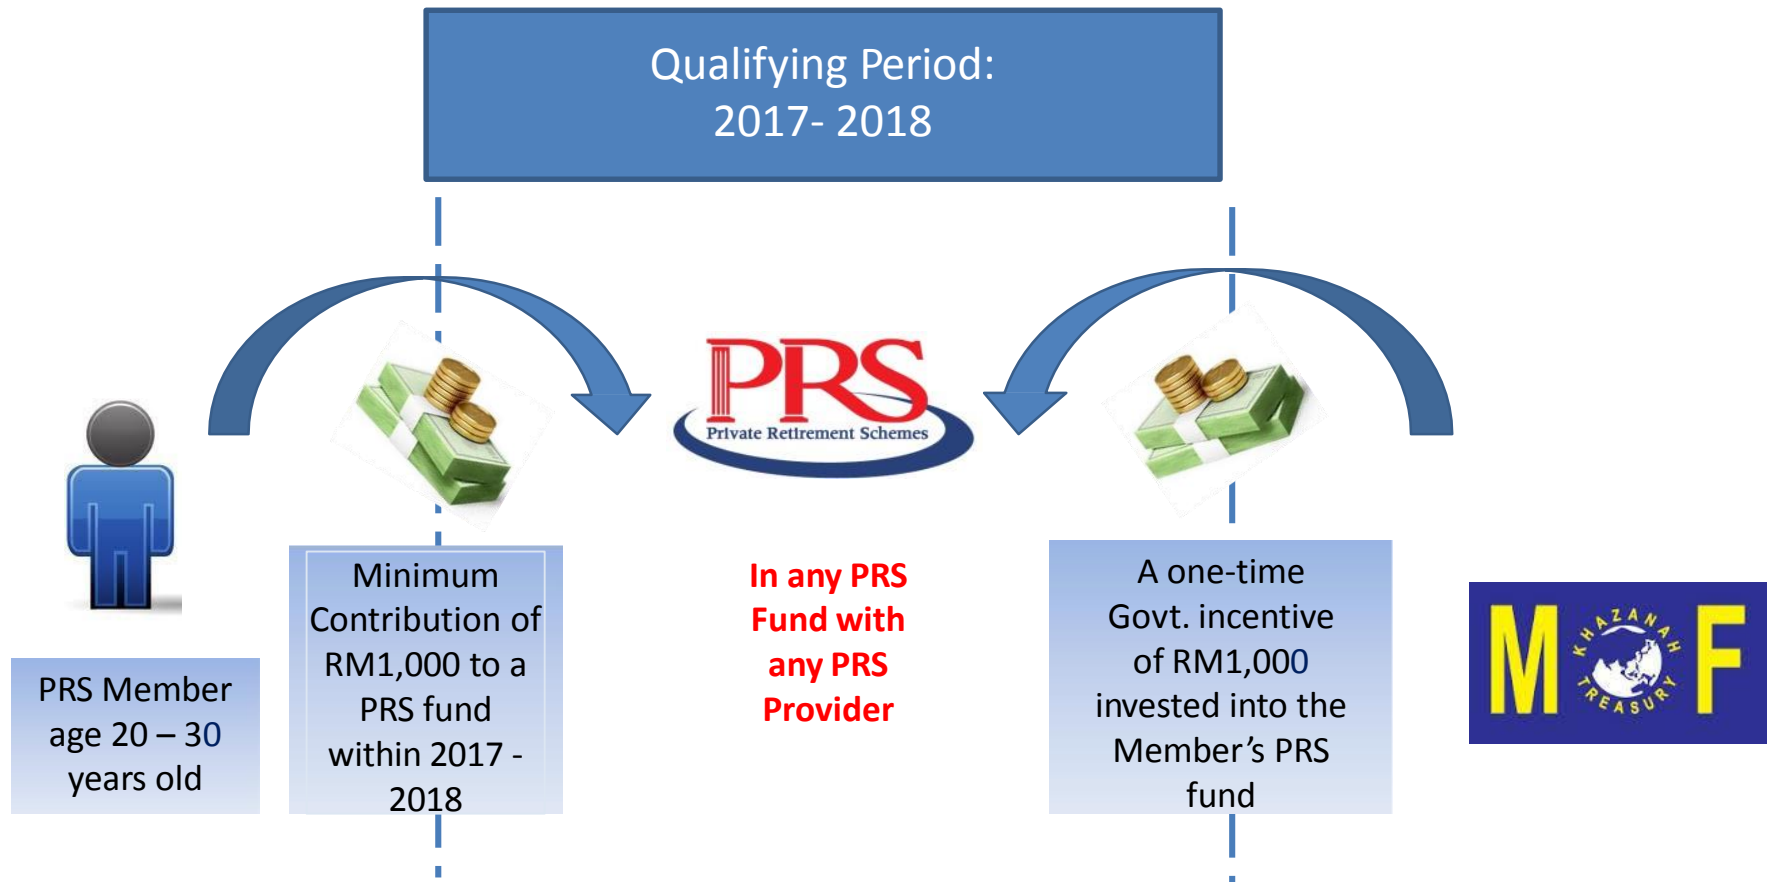 Qualifying Period:
2017- 2018
PRS
Private Retirement Schemes
PRS Member
age 20 – 30
years old
Minimum
Contribution of
RM1,000 to a
PRS fund
within 2017 -
2018
In any PRS
Fund with
any PRS
Provider
A one-time
Govt. incentive
of RM1,000
invested into the
Member’s PRS
fund
M F
KHAZANAH
TREASURY